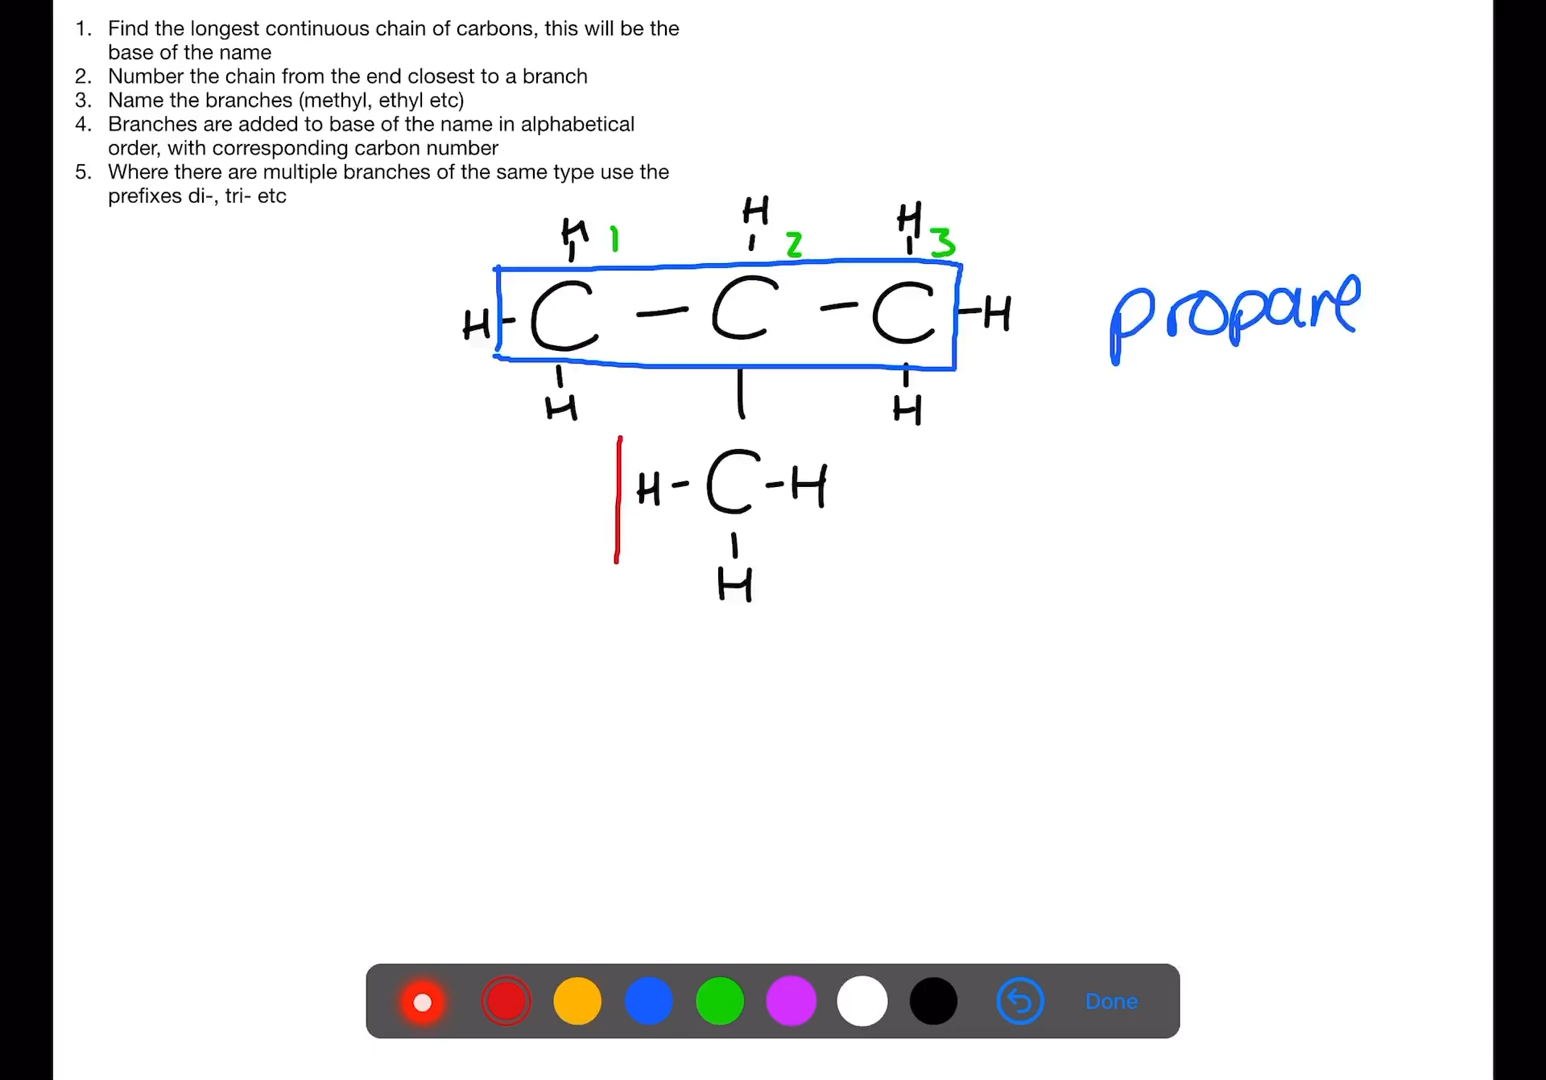 1. Find the longest continuous chain of carbons, this will be the
base of the name
2. Number the chain from the end closest to a branch
3. Name the branches (methyl, ethyl etc)
4. Branches are added to base of the name in alphabetical
order, with corresponding carbon number
5. Where there are multiple branches of the same type use the
prefixes di-, tri- etc
H 1 H 2 H 3
H-C-C-C-H propane
H H
H-C-H
H
Done